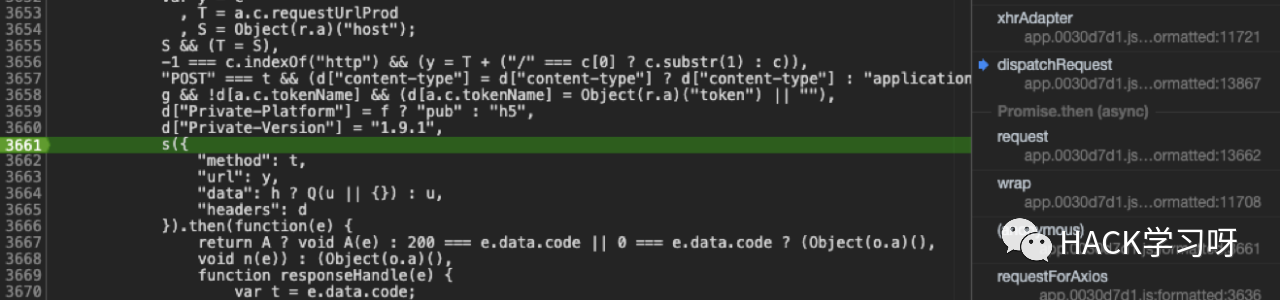 3653 , T = a.c.requestUrlProd
3654 , S = Object(r.a)("host");
3655 S && (T = S),
3656 -1 === c.indexOf("http") && (y = T + ("/" === c[0] ? c.substr(1) : c)),
3657 "POST" === t && (d["content-type"] = d["content-type"] ? d["content-type"] : "application
3658 g && !d[a.c.tokenName] && (d[a.c.tokenName] = Object(r.a)("token") || ""),
3659 d["Private-Platform"] = f ? "pub" : "h5",
3660 d["Private-Version"] = "1.9.1",
3661 s({
3662 "method": t,
3663 "url": y,
3664 "data": h ? Q(u || {}) : u,
3665 "headers": d
3666 }).then(function(e) {
3667 return A ? void A(e) : 200 === e.data.code || 0 === e.data.code ? (Object(o.a)(),
3668 void n(e)) : (Object(o.a)(),
3669 function responseHandle(e) {
3670 var t = e.data.code;
xhrAdapter
app.0030d7d1.js…ormatted:11721
dispatchRequest
app.0030d7d1.js…ormatted:13867
Promise.then (async)
request
app.0030d7d1.js…ormatted:13662
wrap
app.0030d7d1.js…ormatted:11708
HACK学习呀
requestForAxios
app.0030d7d1.js:formatted:3636